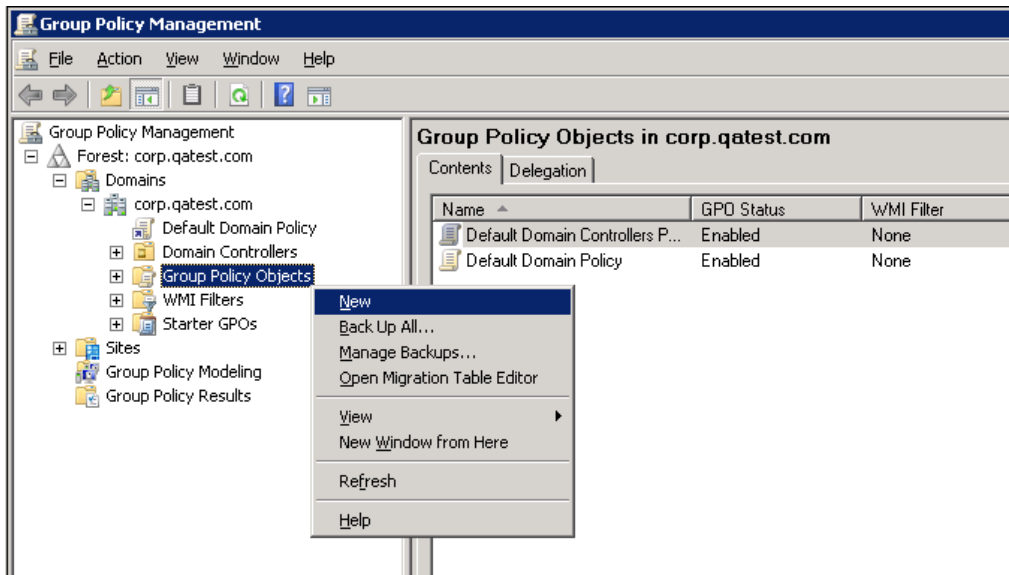 Group Policy Management
File Action View Window Help
Group Policy Management
Forest: corp.qatest.com
Domains
corp.qatest.com
Default Domain Policy
Domain Controllers
Group Policy Objects
WMI Filters
Starter GPOs
Sites
Group Policy Modeling
Group Policy Results
New
Back Up All...
Manage Backups...
Open Migration Table Editor
View
New Window from Here
Refresh
Help
Group Policy Objects in corp.qatest.com
Contents Delegation
Name GPO Status WMI Filter
Default Domain Controllers P... Enabled None
Default Domain Policy Enabled None